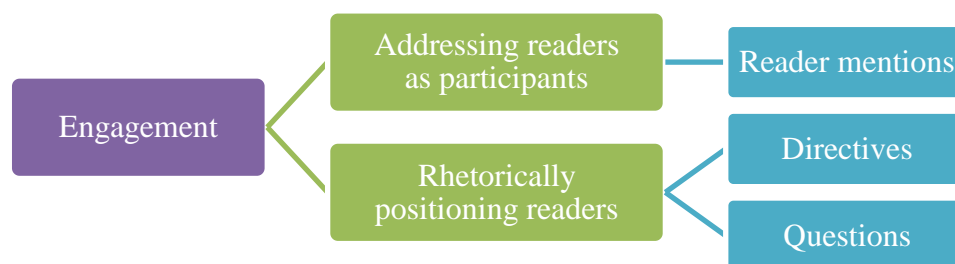 Engagement
Addressing readers
as participants
Reader mentions
Rhetorically
positioning readers
Directives
Questions